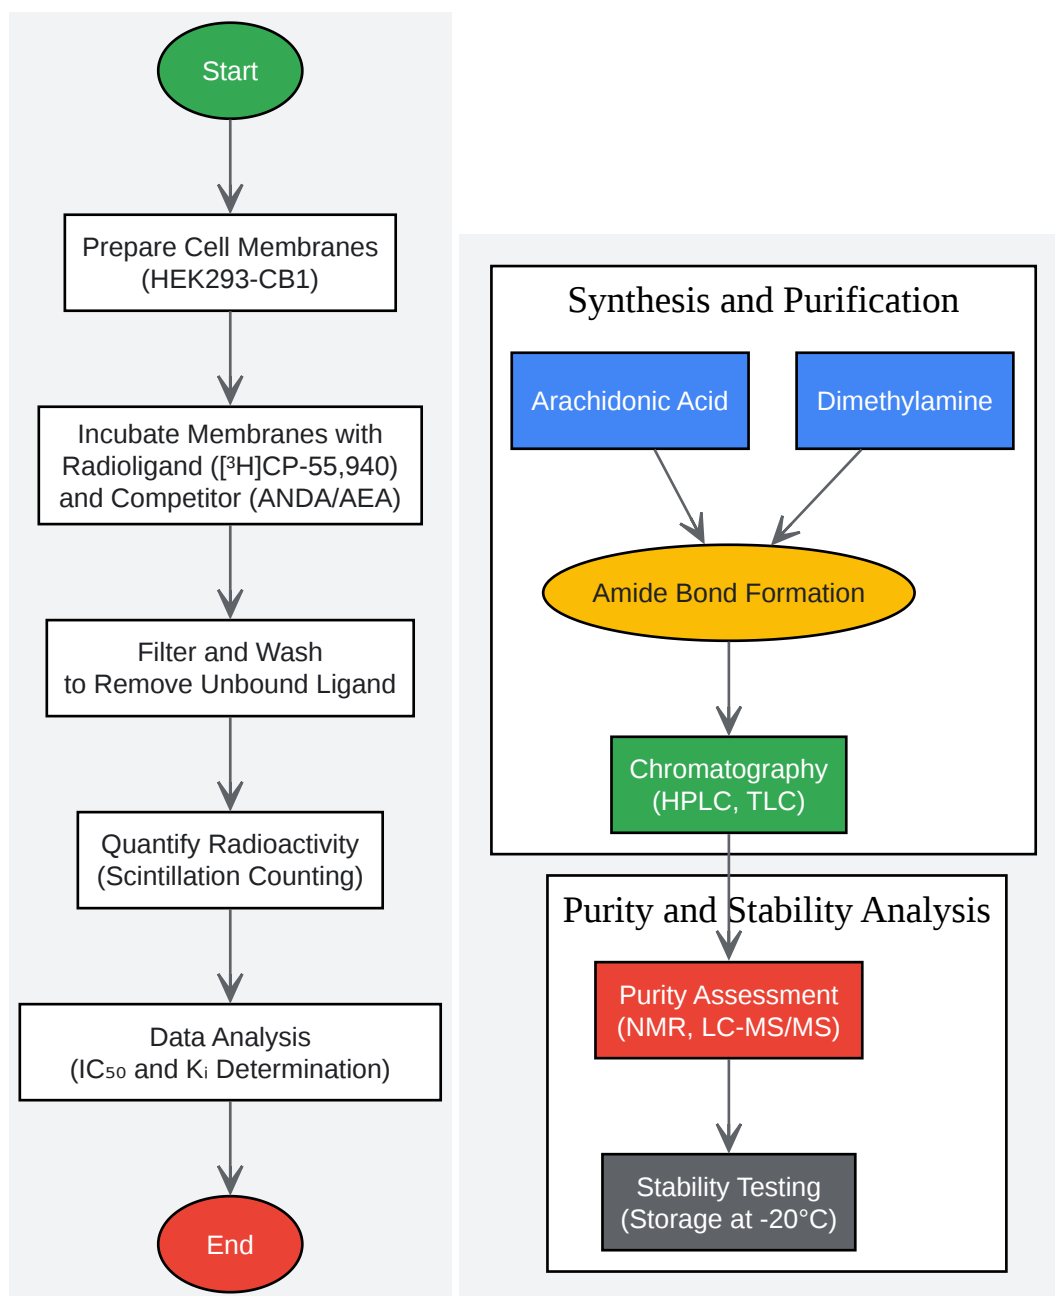 Start
Prepare Cell Membranes
(HEK293-CB1)
Incubate Membranes with
Radioligand ([³H]CP-55,940)
and Competitor (ANDA/AEA)
Filter and Wash
to Remove Unbound Ligand
Quantify Radioactivity
(Scintillation Counting)
Data Analysis
(IC₅₀ and Kᵢ Determination)
End
Synthesis and Purification
Arachidonic Acid
Dimethylamine
Amide Bond Formation
Chromatography
(HPLC, TLC)
Purity and Stability Analysis
Purity Assessment
(NMR, LC-MS/MS)
Stability Testing
(Storage at -20°C)